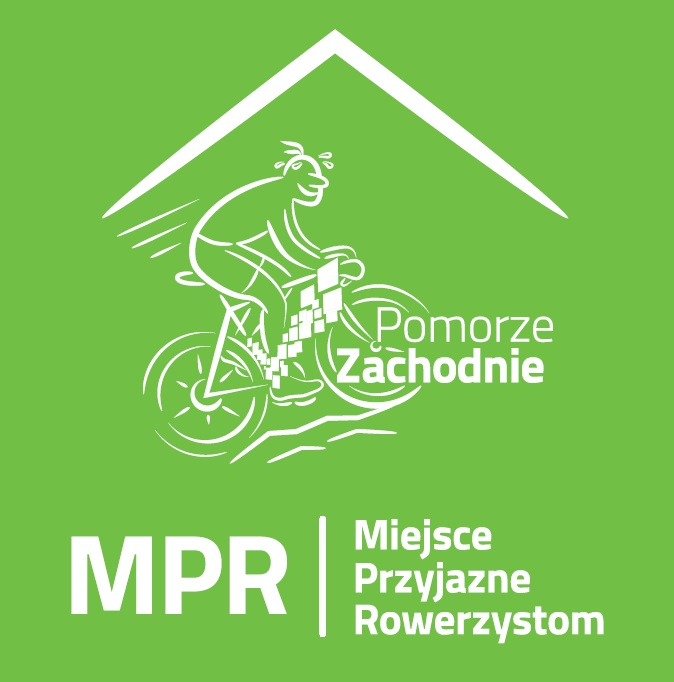 Pomorze
Zachodnie
MPR
Miejsce
Przyjazne
Rowerzystom